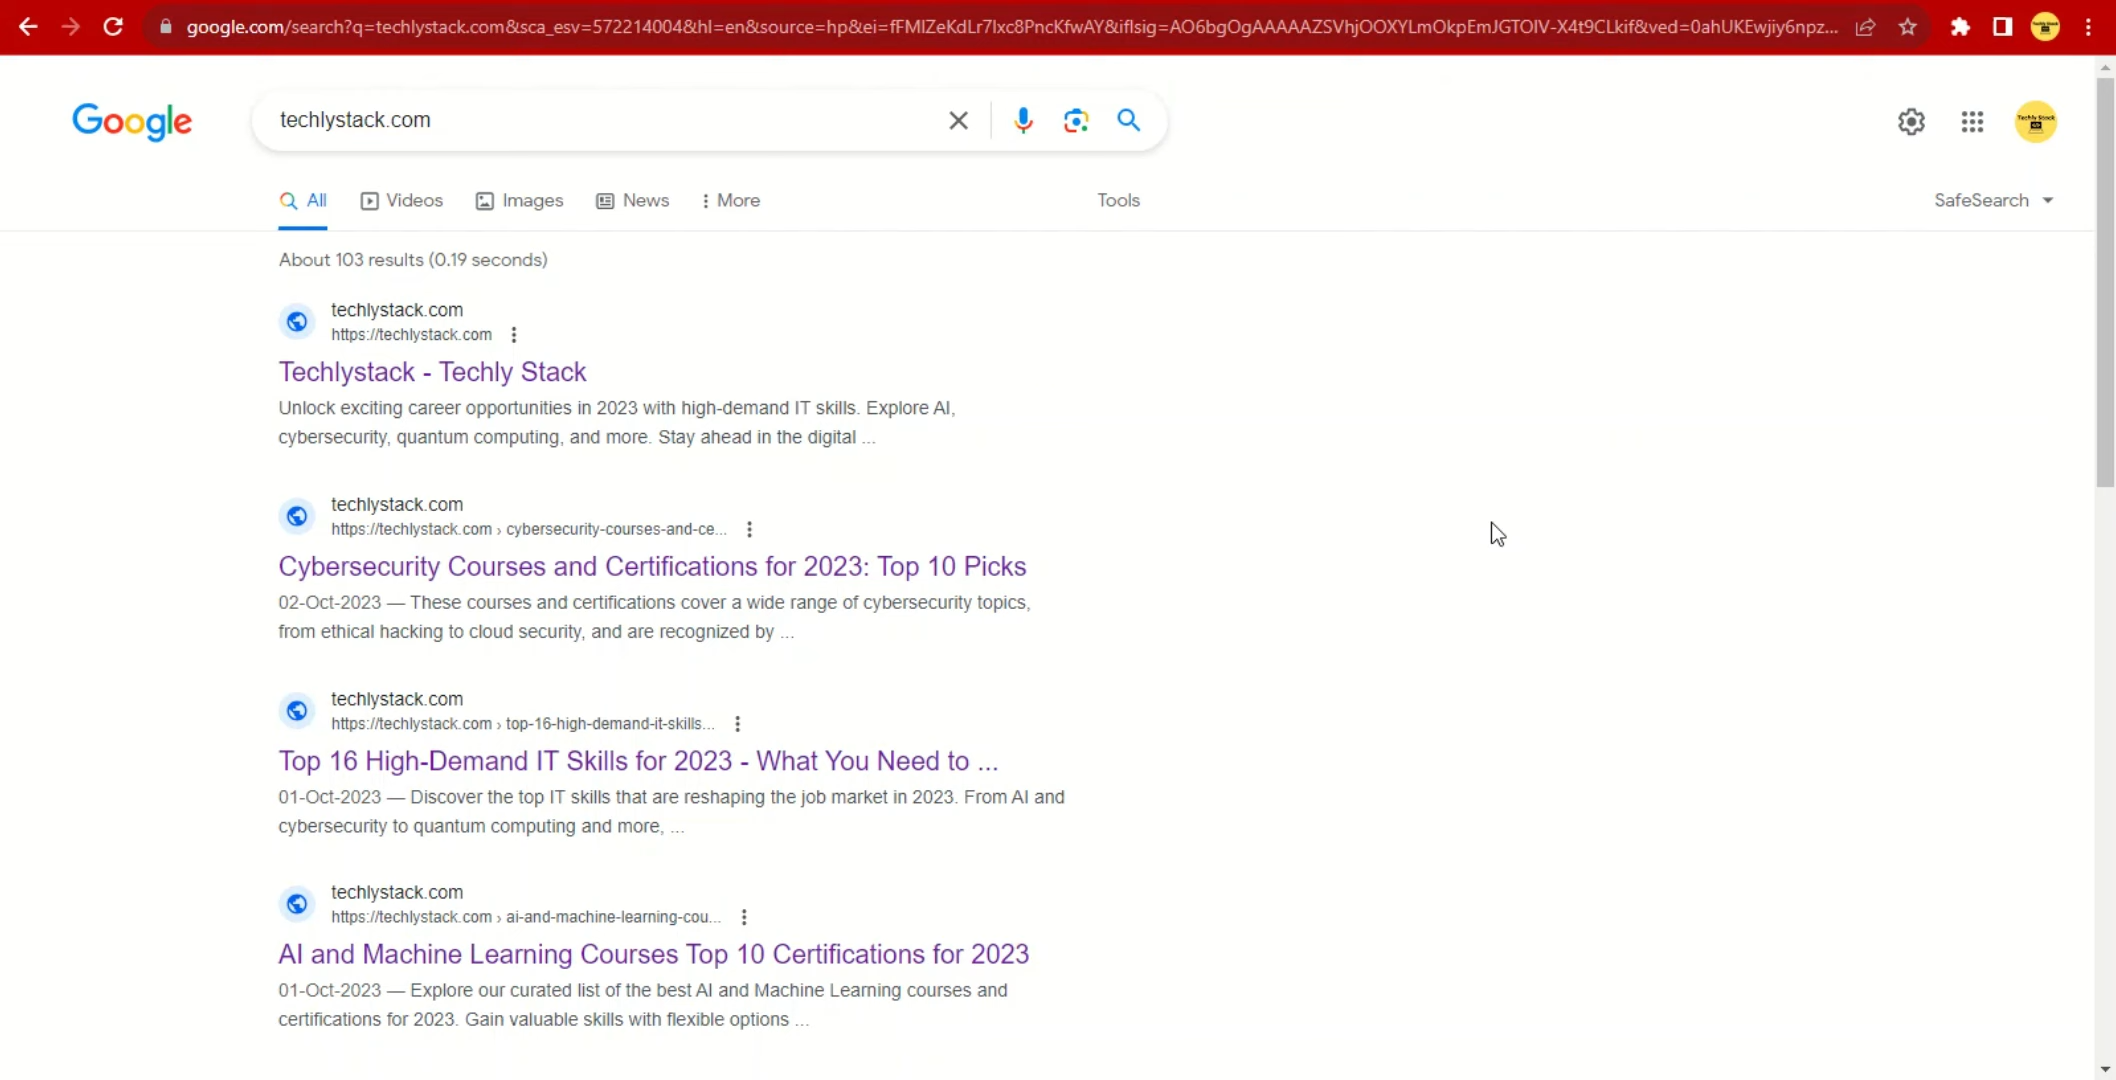 google.com/search?q=techlystack.com&sca_esv=572214004&hl=en&source=hp&ei=fFMIZeKdLr7Ixc8PncKfwAY&iflsig=AO6bgOgAAAAAZSVhjOOXYLmOkpEmJGTOIV-X4t9CLkif&ved=0ahUKEwjiy6npz...
Google
techlystack.com
All Videos Images News More Tools SafeSearch
About 103 results (0.19 seconds)
techlystack.com
https://techlystack.com
Techlystack - Techly Stack
Unlock exciting career opportunities in 2023 with high-demand IT skills. Explore AI,
cybersecurity, quantum computing, and more. Stay ahead in the digital ...
techlystack.com
https://techlystack.com › cybersecurity-courses-and-ce...
Cybersecurity Courses and Certifications for 2023: Top 10 Picks
02-Oct-2023 — These courses and certifications cover a wide range of cybersecurity topics,
from ethical hacking to cloud security, and are recognized by ...
techlystack.com
https://techlystack.com › top-16-high-demand-it-skills...
Top 16 High-Demand IT Skills for 2023 - What You Need to ...
01-Oct-2023 — Discover the top IT skills that are reshaping the job market in 2023. From AI and
cybersecurity to quantum computing and more, ...
techlystack.com
https://techlystack.com › ai-and-machine-learning-cou...
AI and Machine Learning Courses Top 10 Certifications for 2023
01-Oct-2023 — Explore our curated list of the best AI and Machine Learning courses and
certifications for 2023. Gain valuable skills with flexible options ...